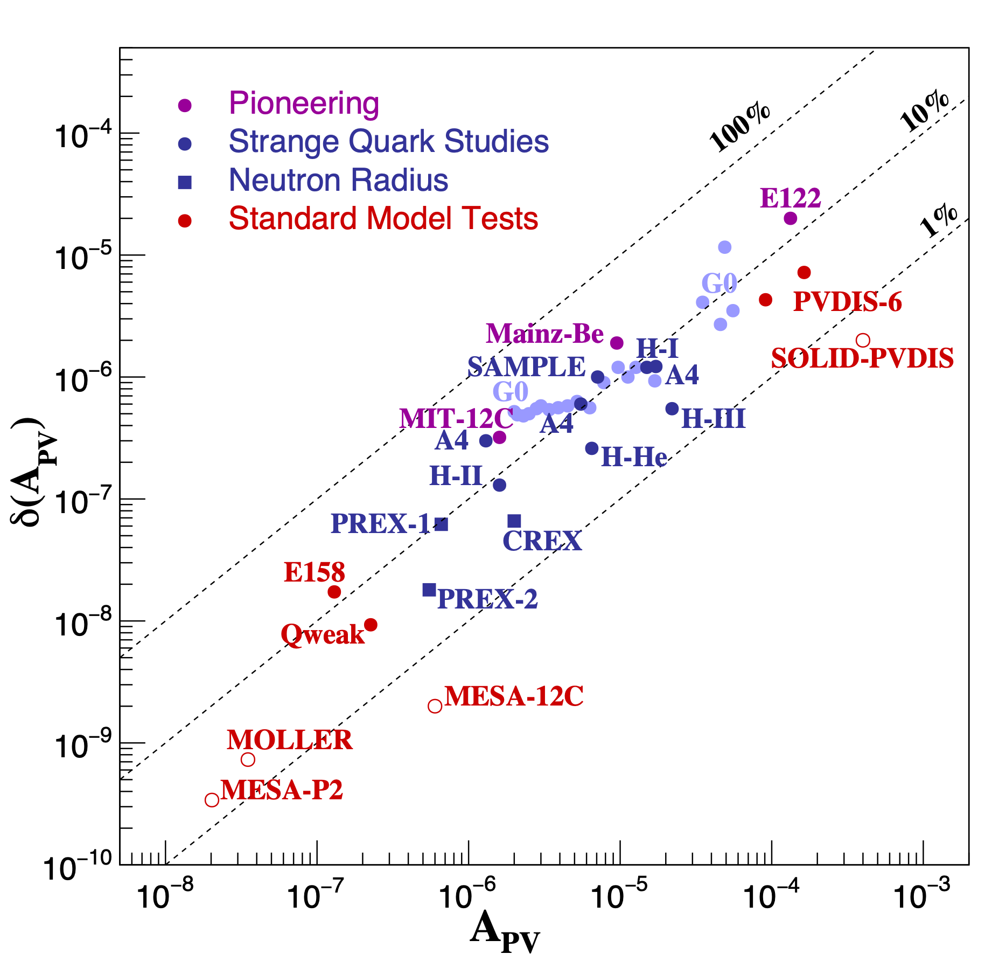 Pioneering
Strange Quark Studies
Neutron Radius
Standard Model Tests
100%
10%
1%
E122
G0
PVDIS-6
Mainz-Be
H-I
SOLID-PVDIS
SAMPLE
A4
G0
MIT-12C
A4
H-III
A4
H-He
H-II
PREX-1
CREX
E158
PREX-2
Qweak
MESA-12C
MOLLER
MESA-P2
10⁻⁴
10⁻⁵
10⁻⁶
10⁻⁷
10⁻⁸
10⁻⁹
10⁻¹⁰
δ(A_PV)
10⁻⁸ 10⁻⁷ 10⁻⁶ 10⁻⁵ 10⁻⁴ 10⁻³
A_PV